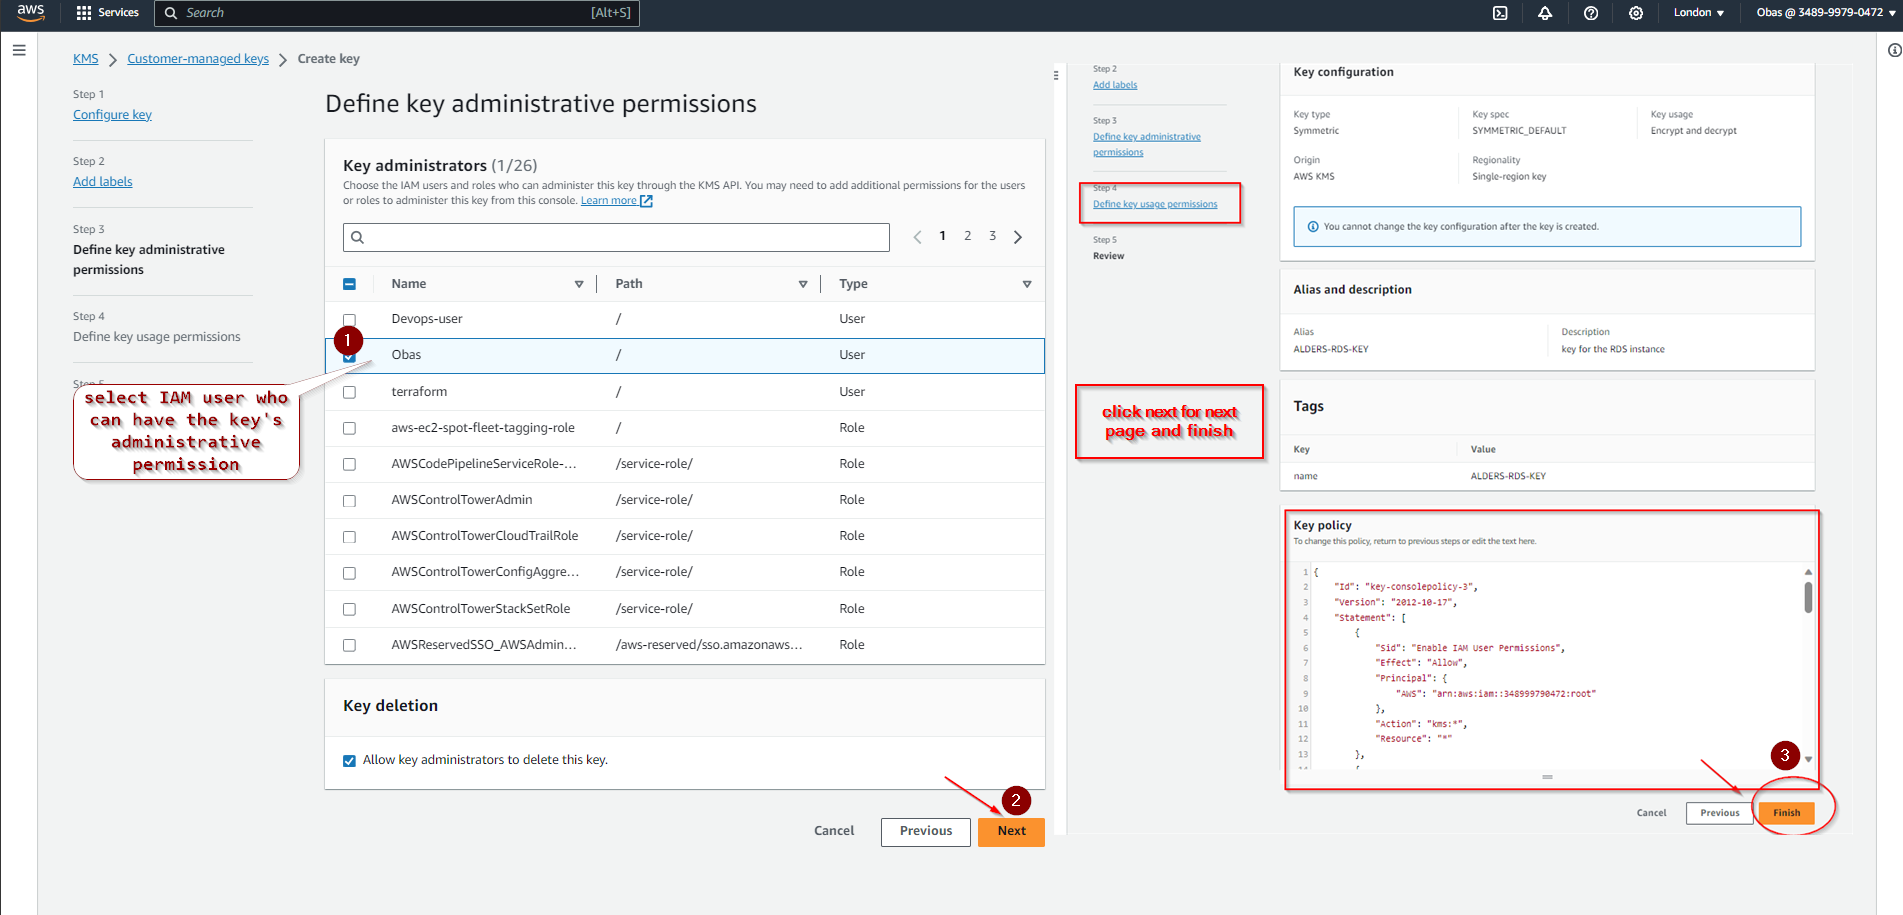 aws
Services
Search
[Alt+S]
London
Obas @ 3489-9979-0472
KMS
Customer-managed keys
Create key
Step 1
Configure key
Step 2
Add labels
Step 3
Define key administrative
permissions
Step 4
Define key usage permissions
Step 5
select IAM user who
can have the key's
administrative
permission
Define key administrative permissions
Key administrators (1/26)
Choose the IAM users and roles who can administer this key through the KMS API. You may need to add additional permissions for the users
or roles to administer this key from this console. Learn more
1 2 3
Name Path Type
Devops-user / User
1
Obas / User
terraform / User
aws-ec2-spot-fleet-tagging-role / Role
AWSCodePipelineServiceRole-... /service-role/ Role
AWSControlTowerAdmin /service-role/ Role
AWSControlTowerCloudTrailRole /service-role/ Role
AWSControlTowerConfigAggre... /service-role/ Role
AWSControlTowerStackSetRole /service-role/ Role
AWSReservedSSO_AWSAdmin... /aws-reserved/sso.amazonaws... Role
Key deletion
Allow key administrators to delete this key.
2
Cancel Previous Next
Step 2
Add labels
Step 3
Define key administrative
permissions
Step 4
Define key usage permissions
Step 5
Review
click next for next
page and finish
Key configuration
Key type Key spec Key usage
Symmetric SYMMETRIC_DEFAULT Encrypt and decrypt
Origin Regionality
AWS KMS Single-region key
You cannot change the key configuration after the key is created.
Alias and description
Alias Description
ALDERS-RDS-KEY key for the RDS instance
Tags
Key Value
name ALDERS-RDS-KEY
Key policy
To change this policy, return to previous steps or edit the text here.
1 {
2 "Id": "key-consolepolicy-3",
3 "Version": "2012-10-17",
4 "Statement": [
5 {
6 "Sid": "Enable IAM User Permissions",
7 "Effect": "Allow",
8 "Principal": {
9 "AWS": "arn:aws:iam::348999790472:root"
10 },
11 "Action": "kms:*",
12 "Resource": "*"
13 },
14 {
3
Cancel Previous Finish